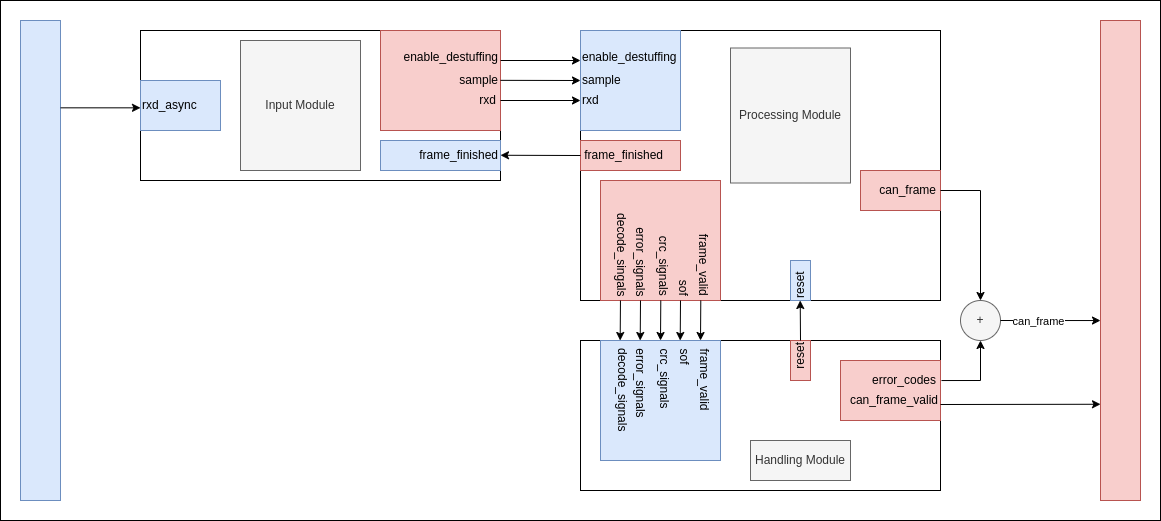 rxd_async
Input Module
enable_destuffing
sample
rxd
frame_finished
enable_destuffing
sample
rxd
frame_finished
Processing Module
can_frame
decode_singals
error_signals
crc_signals
sof
frame_valid
reset
+
can_frame
decode_signals
error_signals
crc_signals
sof
frame_valid
reset
error_codes
can_frame_valid
Handling Module